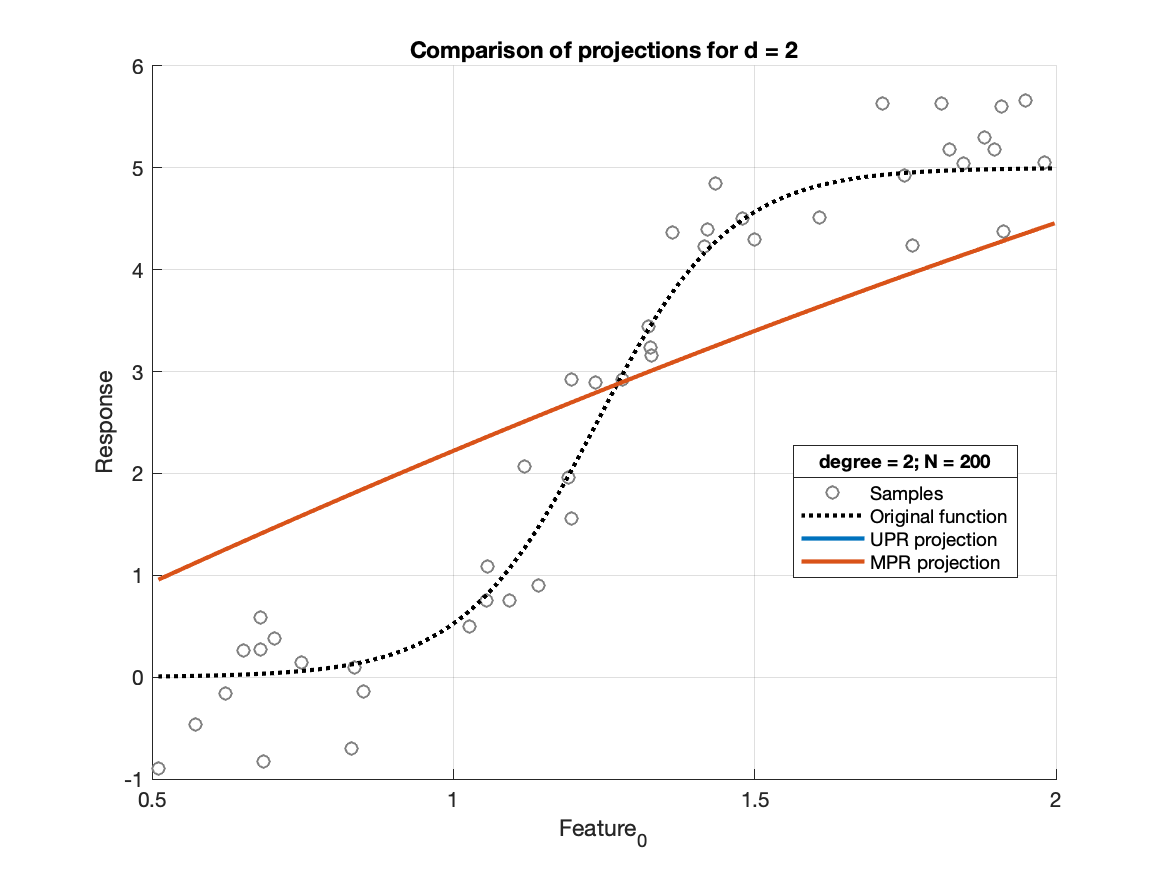 Comparison of projections for d = 2
6
5
4
3
2
1
0
-1
Response
degree = 2; N = 200
Samples
Original function
UPR projection
MPR projection
0.5 1 1.5 2
Feature0